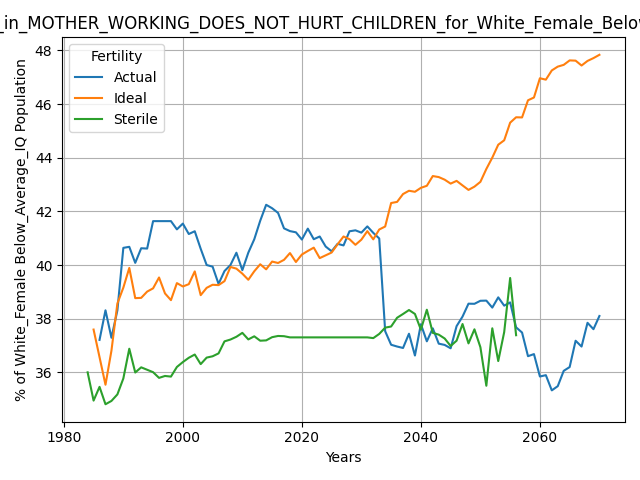 _in_MOTHER_WORKING_DOES_NOT_HURT_CHILDREN_for_White_Female_Below
% of White_Female Below_Average_IQ Population
48
46
44
42
40
38
36
Fertility
Actual
Ideal
Sterile
1980
2000
2020
2040
2060
Years